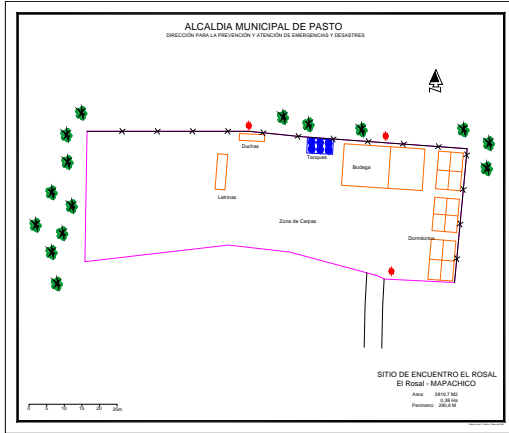 ALCALDIA MUNICIPAL DE PASTO
DIRECCIÓN PARA LA PREVENCIÓN Y ATENCIÓN DE EMERGENCIAS Y DESASTRES
N
Duchas
Tanques
Bodega
Letrinas
Zona de Carpas
Dormitorios
SITIO DE ENCUENTRO EL ROSAL
El Rosal - MAPACHICO
Area: 3819,7 M2
0,38 Ha
Perimetro: 290,9 M
0 5 10 15 20 25m